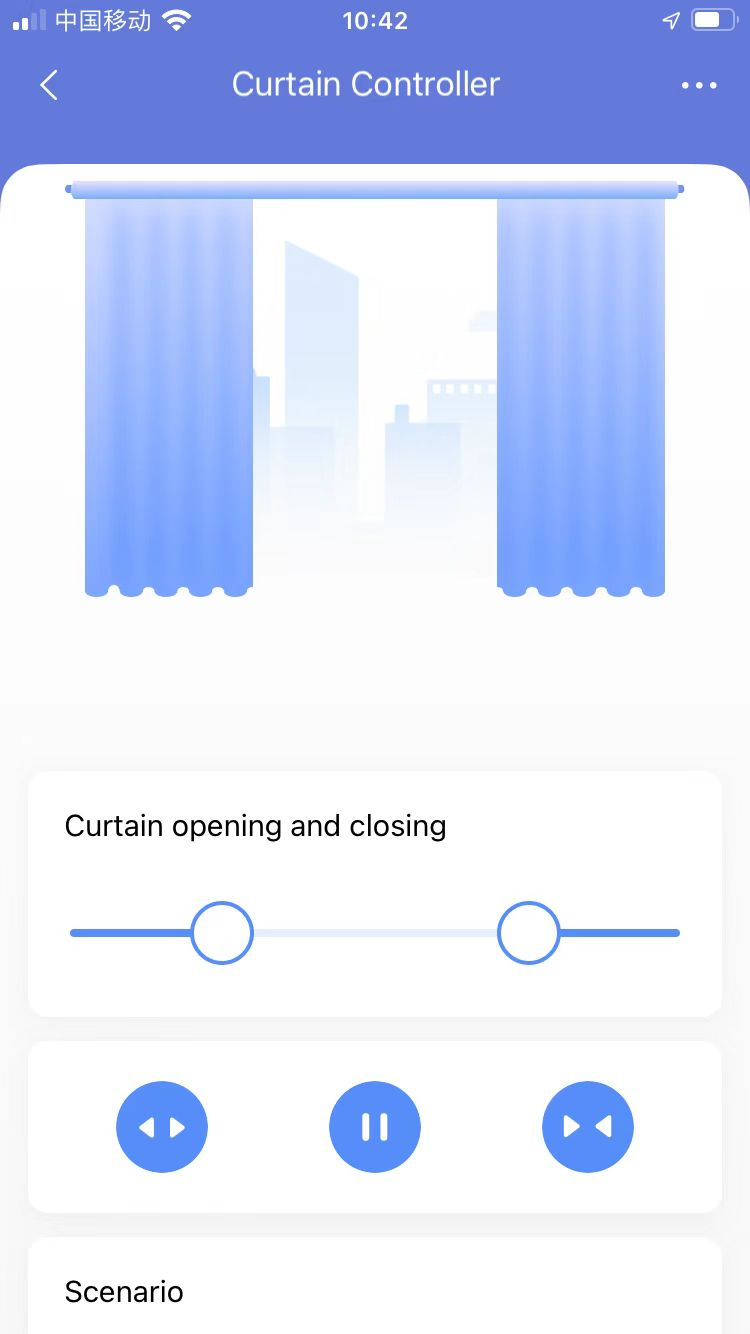 中国移动
10:42
Curtain Controller
Curtain opening and closing
Scenario